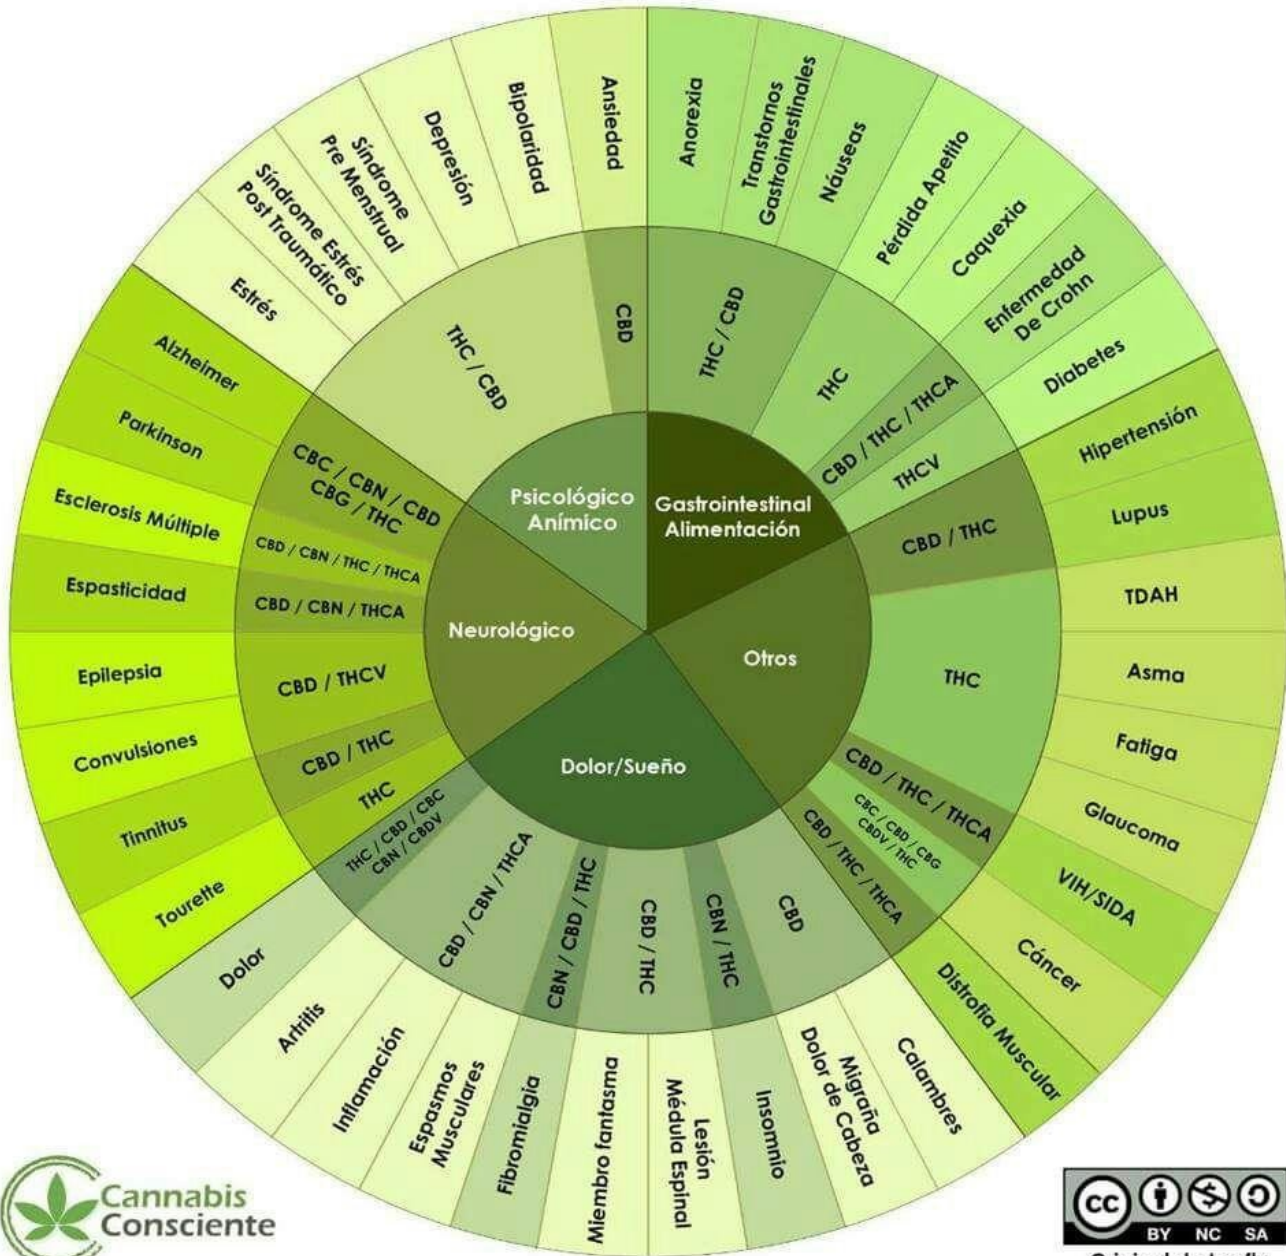 Psicológico
Anímico
Gastrointestinal
Alimentación
Otros
Dolor/Sueño
Neurológico
THC / CBD
THC
CBD / THC / THCA
THCV
CBD / THC
THC
CBD / THC / THCA
CBC / CBD / CBG
CBDV / THC
CBD / THC / THCA
CBD
CBN / THC
CBD / THC
CBN / CBD / THC
CBD / CBN / THCA
THC / CBD / CBC
CBN / CBDV
THC
CBD / THC
CBD / THCV
CBD / CBN / THCA
CBD / CBN / THC / THCA
CBC / CBN / CBD
CBG / THC
THC / CBD
CBD
Anorexia
Transtornos
Gastrointestinales
Náuseas
Pérdida Apetito
Caquexia
Enfermedad
De Crohn
Diabetes
Hipertensión
Lupus
TDAH
Asma
Fatiga
Glaucoma
VIH/SIDA
Cáncer
Distrofia Muscular
Calambres
Migraña
Dolor de Cabeza
Insomnio
Lesión
Médula Espinal
Miembro fantasma
Fibromialgia
Espasmos
Musculares
Inflamación
Artritis
Dolor
Tourette
Tinnitus
Convulsiones
Epilepsia
Espasticidad
Esclerosis Múltiple
Parkinson
Alzheimer
Estrés
Síndrome Estrés
Post Traumático
Síndrome
Pre Menstrual
Depresión
Bipolaridad
Ansiedad
Cannabis
Consciente
CC
BY NC SA